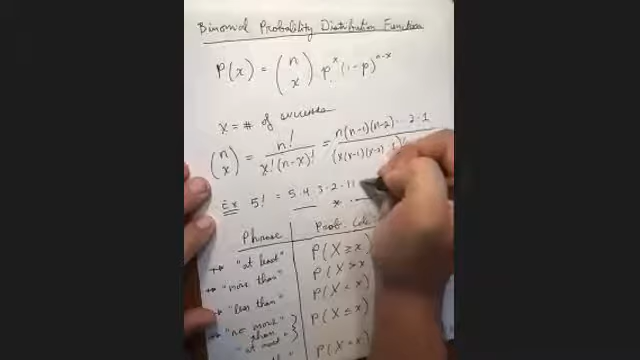 Binomial Probability Distribution Function
P(x) = (n x) p^x (1-p)^n-x
X = # of successes
(n x) = n! / x!(n-x)! = n(n-1)(n-2)... 2·1 / (x(x-1)(x-2)
Ex 5! = 5·4·3·2·1
Phrase Prob.
→ "at least" P(X ≥ x)
→ "more than" P(X > x)
→ "less than" P(X < x)
→ "no more than" P(X ≤ x)
"at most"
P(X = x)